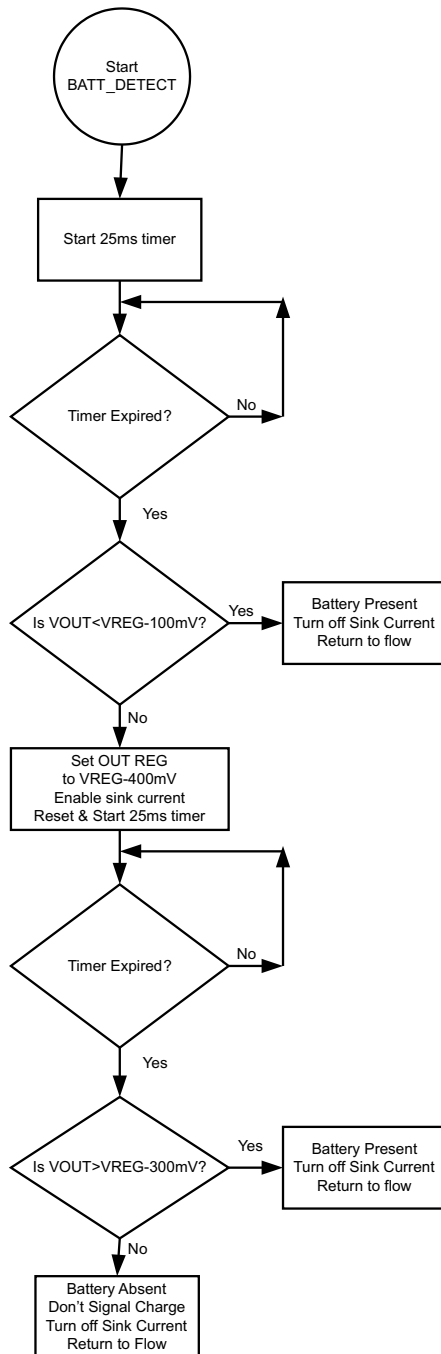 Start
BATT_DETECT
Start 25ms timer
Timer Expired?
No
Yes
Is VOUT<VREG-100mV?
Yes
Battery Present
Turn off Sink Current
Return to flow
No
Set OUT REG
to VREG-400mV
Enable sink current
Reset & Start 25ms timer
Timer Expired?
No
Yes
Is VOUT>VREG-300mV?
Yes
Battery Present
Turn off Sink Current
Return to flow
No
Battery Absent
Don't Signal Charge
Turn off Sink Current
Return to Flow